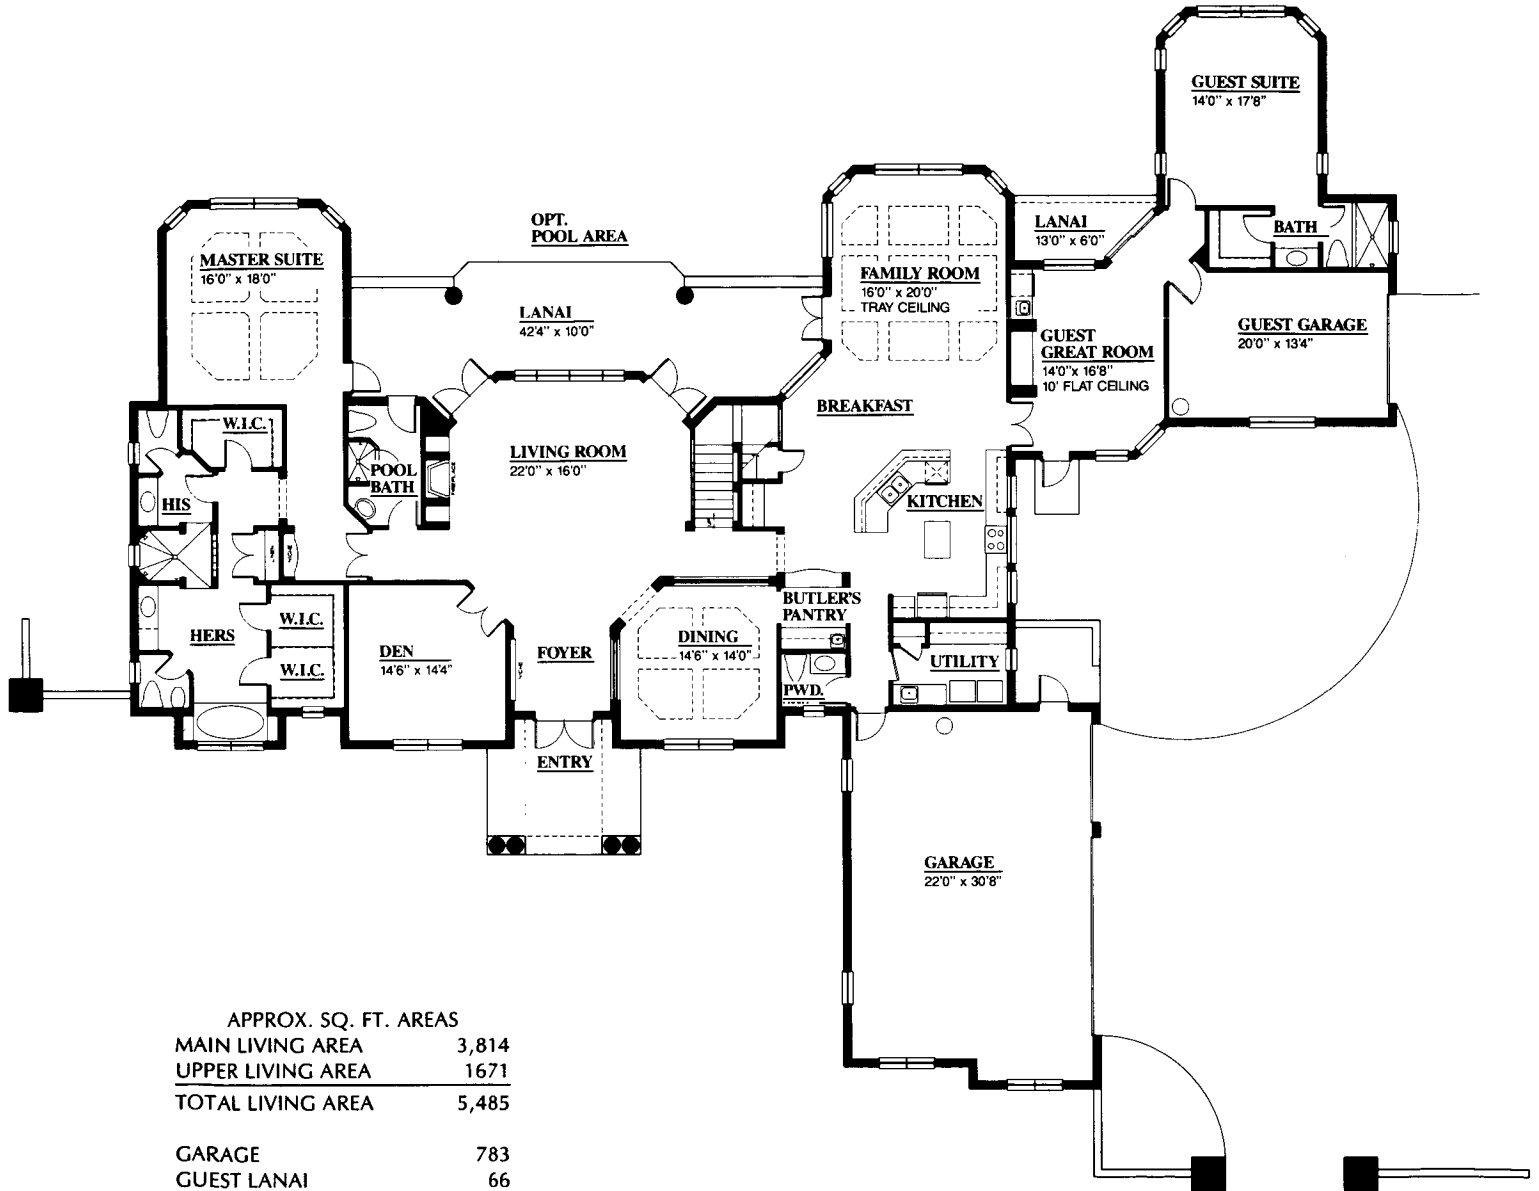 GUEST SUITE
14'0" x 17'8"
OPT.
POOL AREA
LANAI
13'0" x 6'0"
BATH
MASTER SUITE
16'0" x 18'0"
FAMILY ROOM
16'0" x 20'0"
TRAY CEILING
LANAI
42'4" x 10'0"
GUEST
GREAT ROOM
14'0" x 16'8"
10' FLAT CEILING
GUEST GARAGE
20'0" x 13'4"
BREAKFAST
W.I.C.
LIVING ROOM
22'0" x 16'0"
POOL
BATH
FIREPLACE
HIS
KITCHEN
BUTLER'S
PANTRY
W.I.C.
HERS
DEN
14'6" x 14'4"
FOYER
DINING
14'6" x 14'0"
W.I.C.
UTILITY
PWD.
ENTRY
GARAGE
22'0" x 30'8"
APPROX. SQ. FT. AREAS
MAIN LIVING AREA 3,814
UPPER LIVING AREA 1671
TOTAL LIVING AREA 5,485
GARAGE 783
GUEST LANAI 66